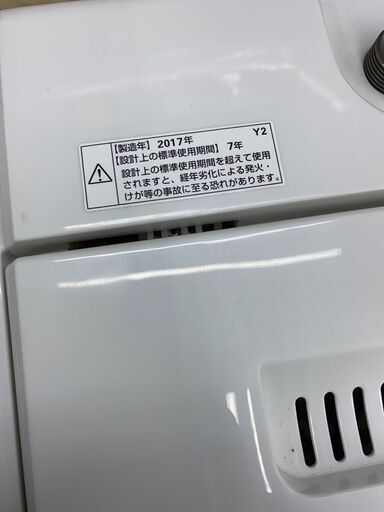 【製造年】2017年 Y2
【設計上の標準使用期間】7年
設計上の標準使用期間を超えて使用
されますと、経年劣化による発火・
けが等の事故に至る恐れがあります。